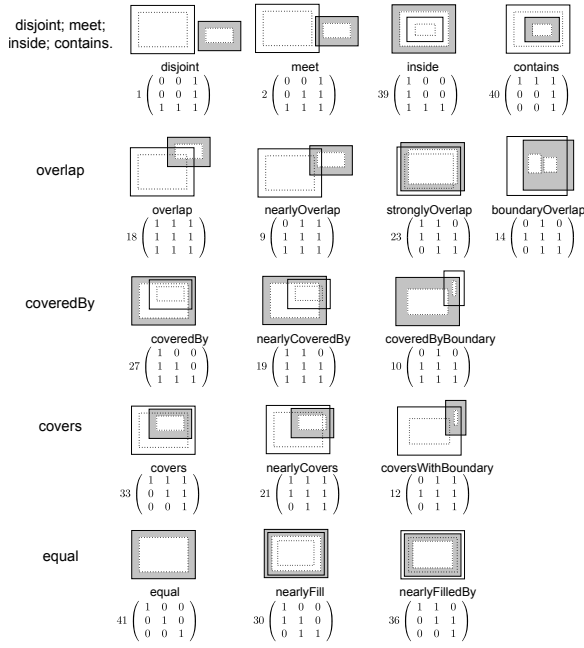 disjoint; meet;
inside; contains.
disjoint meet inside contains
0 0 1 0 0 1 1 0 0 1 1 1
1 0 0 1 2 0 1 1 39 1 0 0 40 0 0 1
1 1 1 1 1 1 1 1 1 0 0 1
overlap
overlap nearlyOverlap stronglyOverlap boundaryOverlap
1 1 1 0 1 1 1 1 0 0 1 0
18 1 1 1 9 1 1 1 23 1 1 1 14 1 1 1
1 1 1 1 1 1 0 1 1 0 1 1
coveredBy
coveredBy nearlyCoveredBy coveredByBoundary
1 0 0 1 1 0 0 1 0
27 1 1 0 19 1 1 1 10 1 1 1
1 1 1 1 1 1 1 1 1
covers
covers nearlyCovers coversWithBoundary
1 1 1 1 1 1 0 1 1
33 0 1 1 21 1 1 1 12 1 1 1
0 0 1 0 1 1 0 1 1
equal
equal nearlyFill nearlyFilledBy
1 0 0 1 0 0 1 1 0
41 0 1 0 30 1 1 0 36 0 1 1
0 0 1 0 1 1 0 0 1